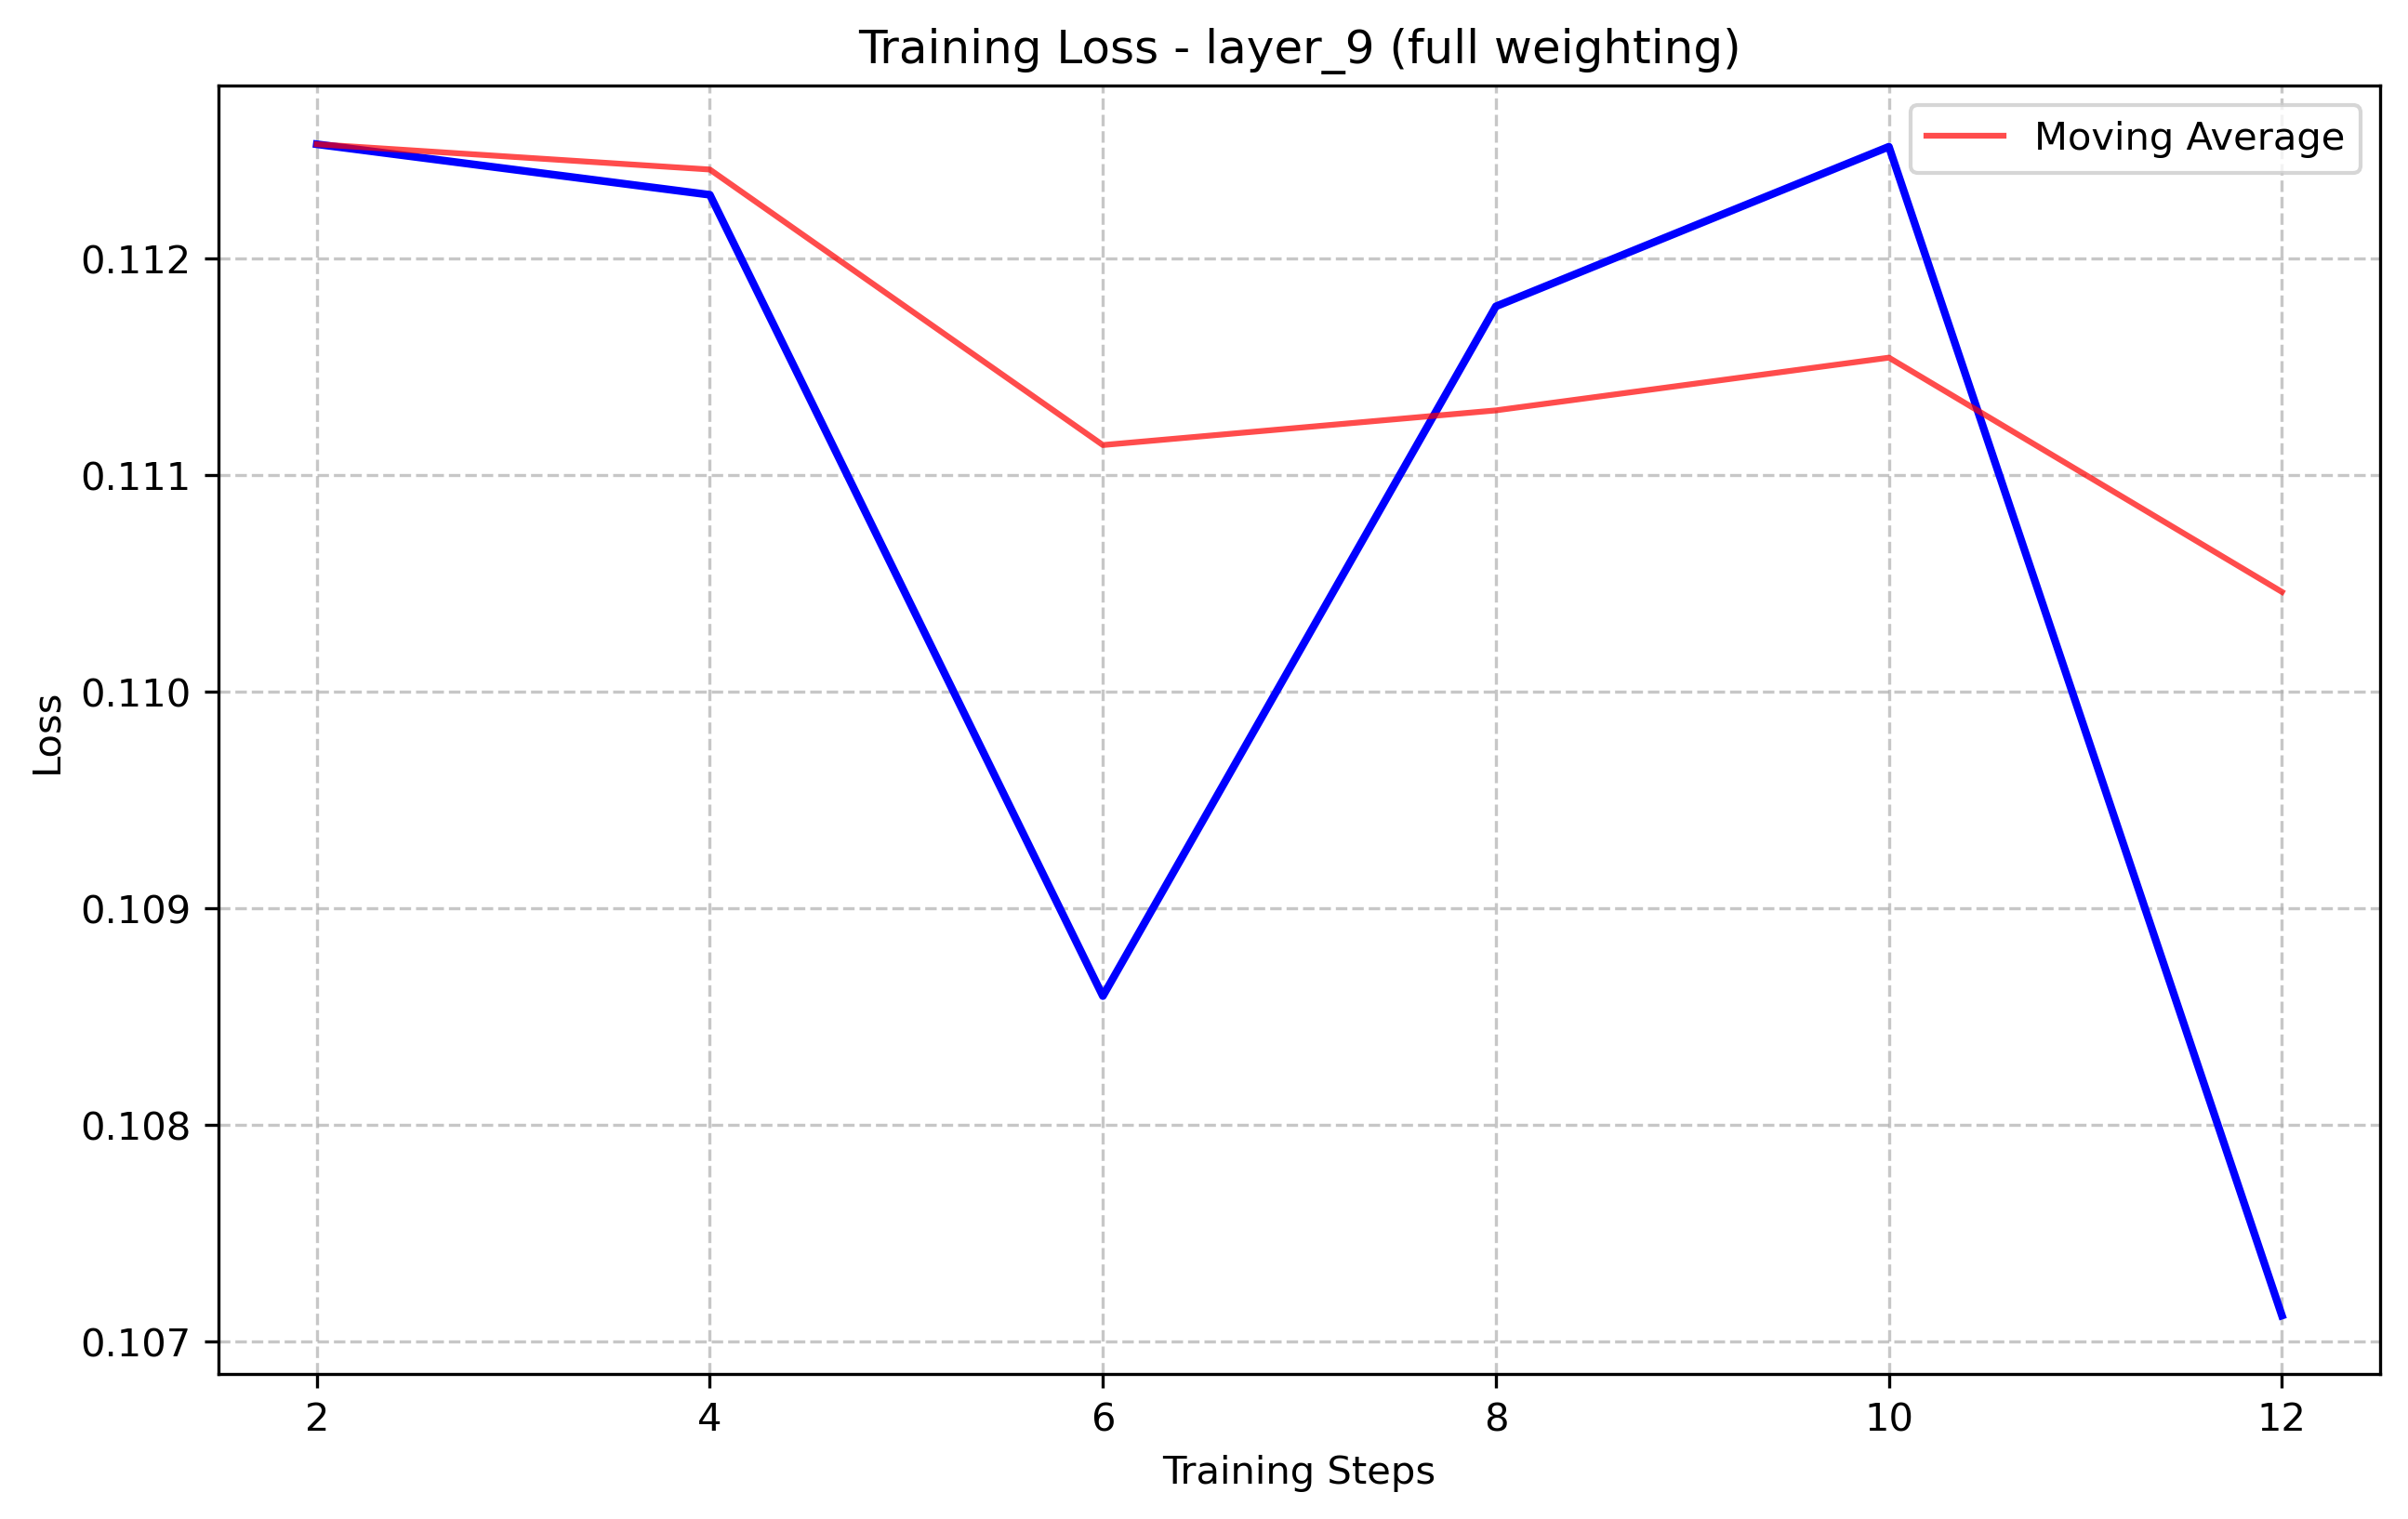 Training Loss - layer_9 (full weighting)
Moving Average
0.112
0.111
0.110
0.109
0.108
0.107
Loss
2 4 6 8 10 12
Training Steps